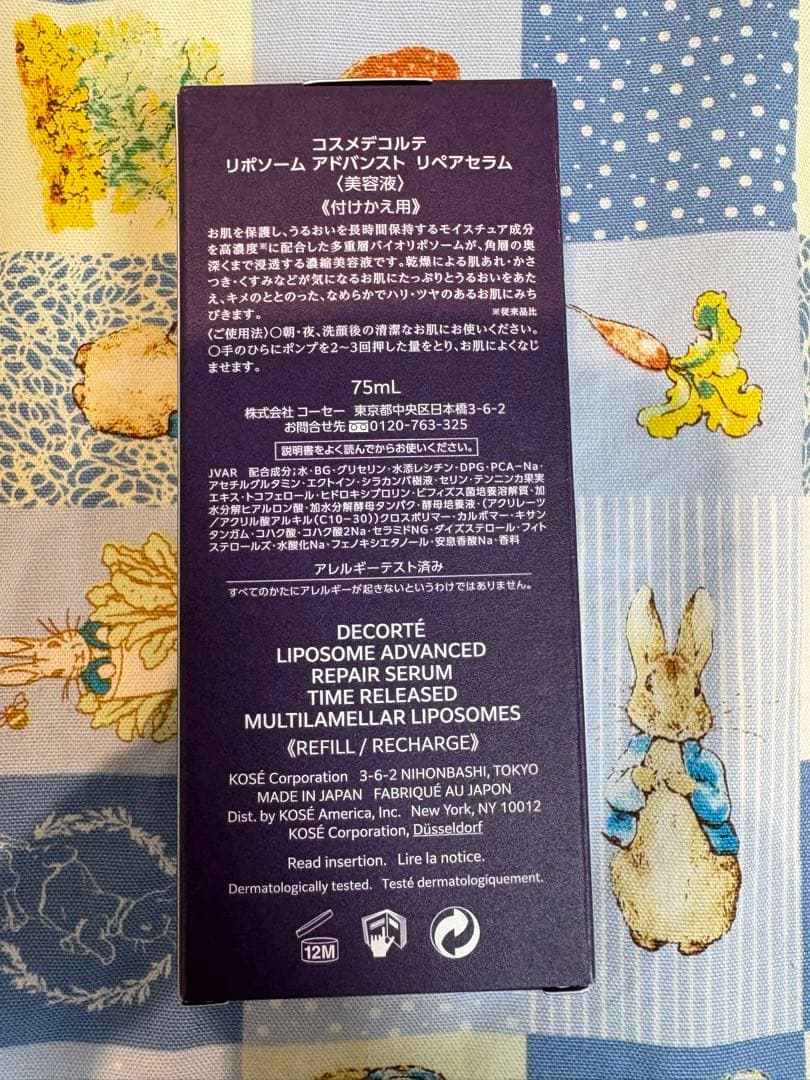 コスメデコルテ
リポソーム アドバンスト リペアセラム
〈美容液〉
《付けかえ用》
お肌を保護し、うるおいを長時間保持するモイスチュア成分
を高濃度※に配合した多重層バイオリポソームが、角層の奥
深くまで浸透する濃縮美容液です。乾燥による肌あれ・かさ
つき・くすみなどが気になるお肌にたっぷりとうるおいをあた
え、キメのととのった、なめらかでハリ・ツヤのあるお肌にみち
びきます。 ※従来品比
〈ご使用法〉○朝・夜、洗顔後の清潔なお肌にお使いください。
○手のひらにポンプを2～3回押した量をとり、お肌によくなじ
ませます。
75mL
株式会社 コーセー 東京都中央区日本橋3-6-2
お問合せ先 0120-763-325
説明書をよく読んでからお使いください。
JVAR 配合成分;水・BG・グリセリン・水添レシチン・DPG・PCA-Na・
アセチルグルタミン・エクトイン・シラカンバ樹液・セリン・テンニンカ果実
エキス・トコフェロール・ヒドロキシプロリン・ビフィズス菌培養溶解質・加
水分解ヒアルロン酸・加水分解酵母タンパク・酵母培養液・(アクリレーツ
/アクリル酸アルキル(C10-30))クロスポリマー・カルボマー・キサン
タンガム・コハク酸・コハク酸2Na・セラミドNG・ダイズステロール・フィト
ステロールズ・水酸化Na・フェノキシエタノール・安息香酸Na・香料
アレルギーテスト済み
すべてのかたにアレルギーが起きないというわけではありません。
DECORTÉ
LIPOSOME ADVANCED
REPAIR SERUM
TIME RELEASED
MULTILAMELLAR LIPOSOMES
《REFILL / RECHARGE》
KOSÉ Corporation 3-6-2 NIHONBASHI, TOKYO
MADE IN JAPAN FABRIQUÉ AU JAPON
Dist. by KOSÉ America, Inc. New York, NY 10012
KOSÉ Corporation, Düsseldorf
Read insertion. Lire la notice.
Dermatologically tested. Testé dermatologiquement.
12M